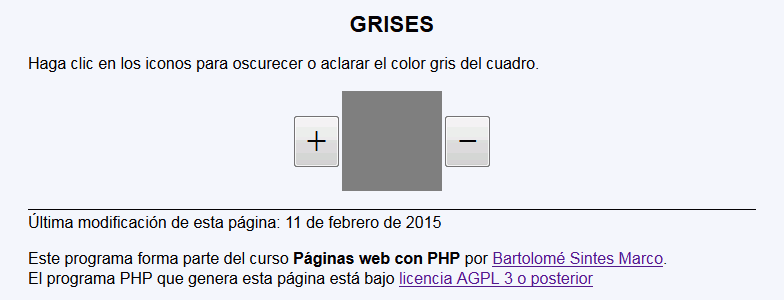 GRISES
Haga clic en los iconos para oscurecer o aclarar el color gris del cuadro.
+ −
Última modificación de esta página: 11 de febrero de 2015
Este programa forma parte del curso Páginas web con PHP por Bartolomé Sintes Marco.
El programa PHP que genera esta página está bajo licencia AGPL 3 o posterior